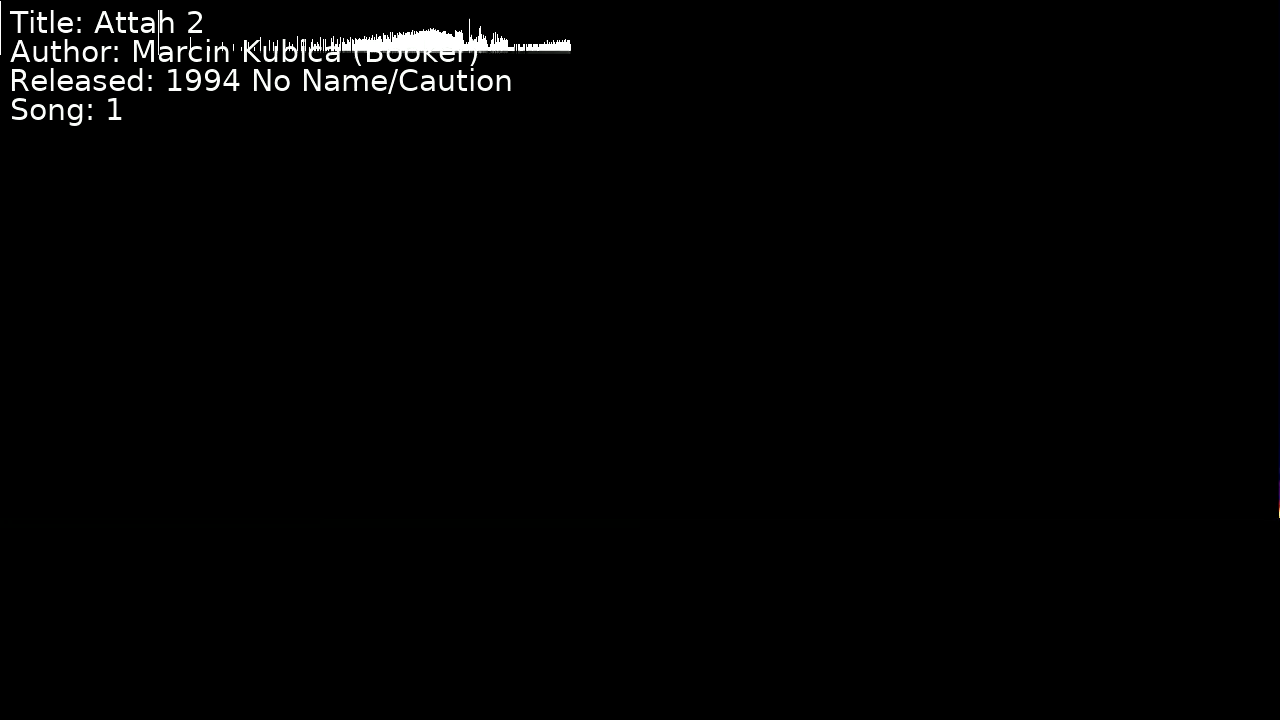 Title: Attah 2
Author: Marcin Kubica (Booker)
Released: 1994 No Name/Caution
Song: 1